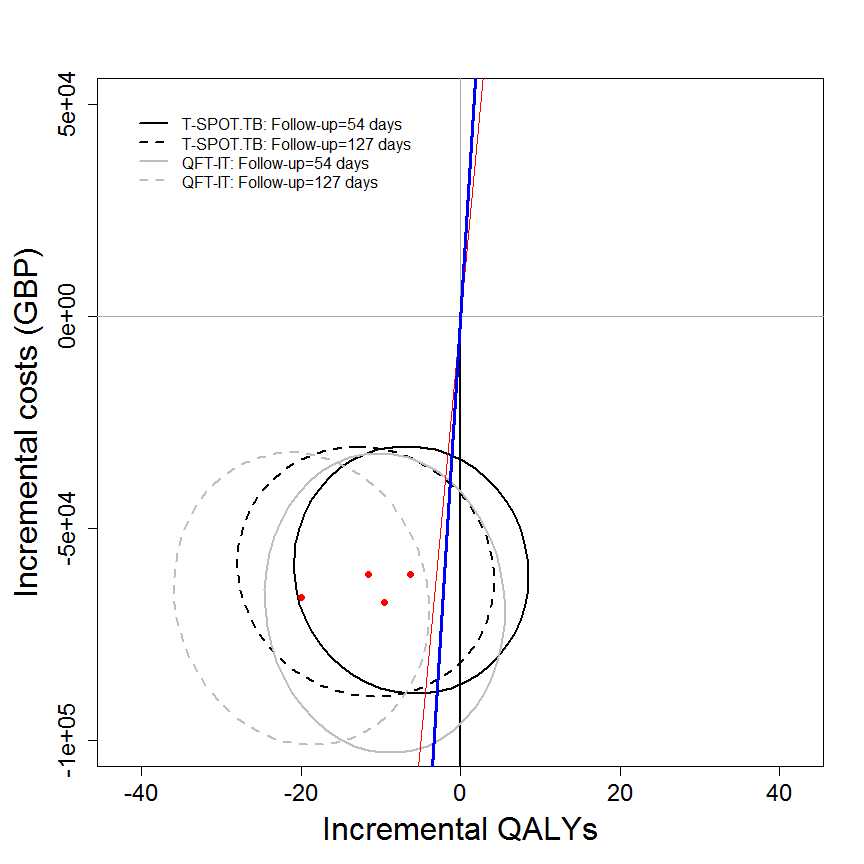 T-SPOT.TB: Follow-up=54 days
T-SPOT.TB: Follow-up=127 days
QFT-IT: Follow-up=54 days
QFT-IT: Follow-up=127 days
Incremental costs (GBP)
5e+04
0e+00
-5e+04
-1e+05
-40 -20 0 20 40
Incremental QALYs